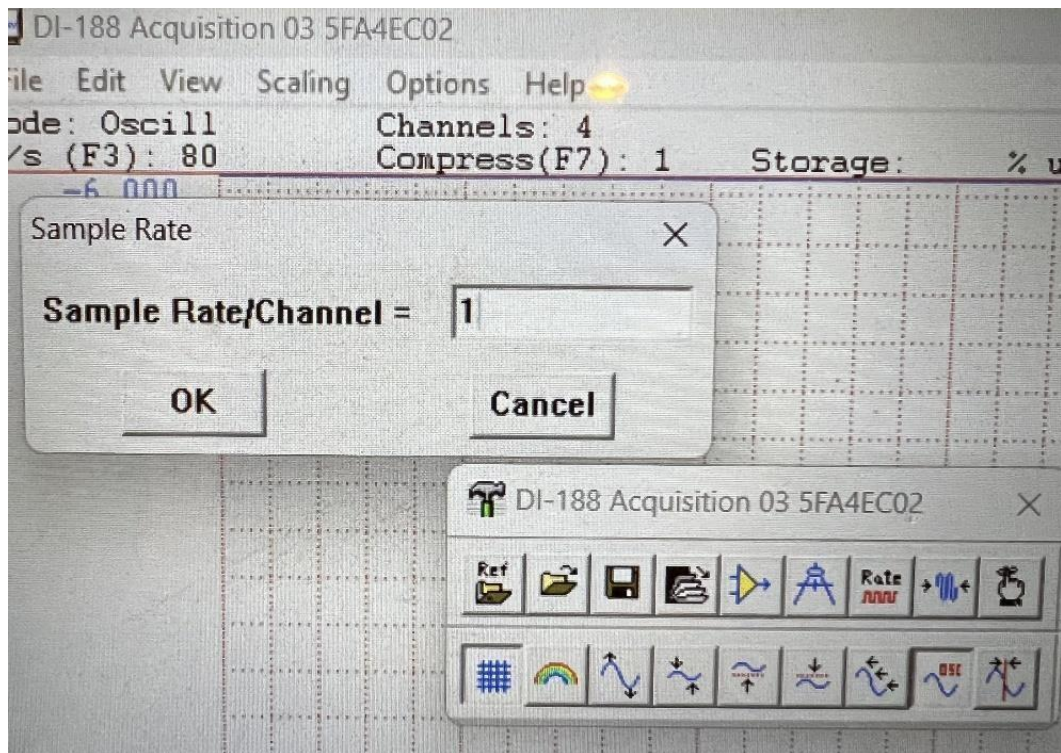 DI-188 Acquisition 03 5FA4EC02
ile Edit View Scaling Options Help
ode: Oscill Channels: 4
/s (F3): 80 Compress(F7): 1 Storage: % u
-6 000
Sample Rate
Sample Rate/Channel = 1
OK Cancel
DI-188 Acquisition 03 5FA4EC02
Ref Rate
OSC